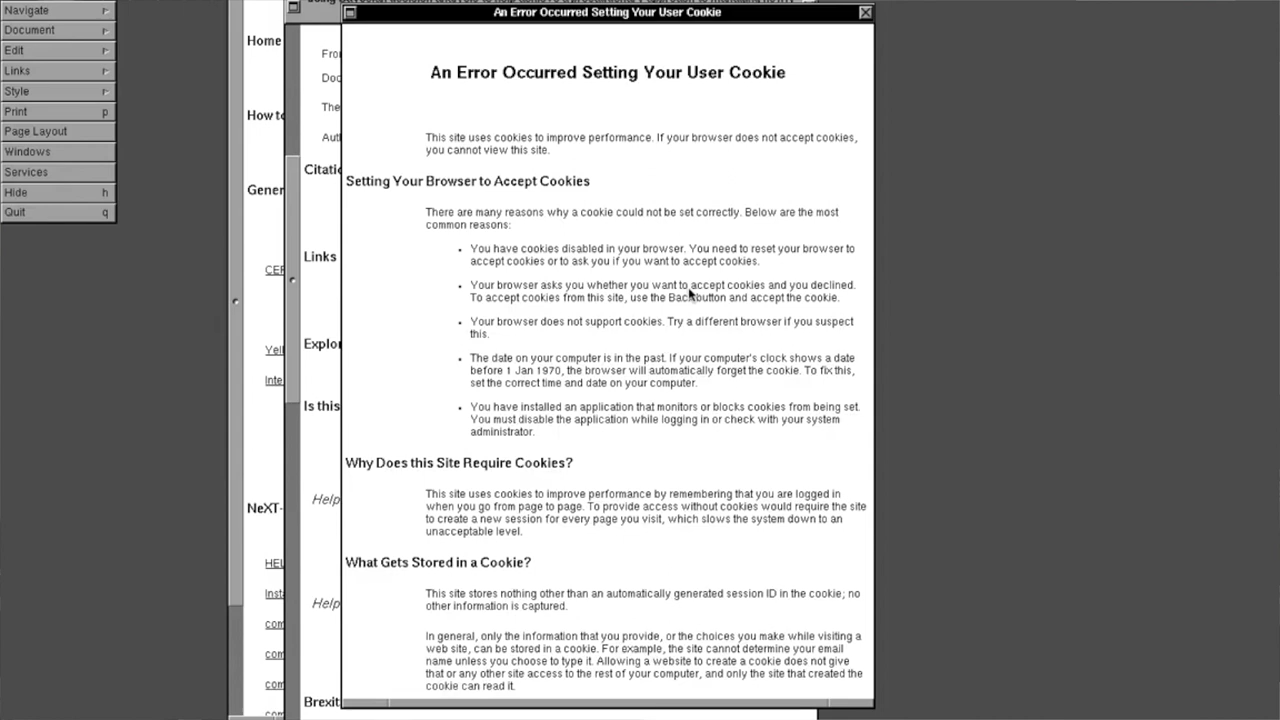 Navigate
Document
Edit
Links
Style
Print p
Page Layout
Windows
Services
Hide h
Quit q
Home
How to
Gener
CER
Yell
Inte
NeXT-
HEL
Inst
com
com
com
com
Fro
Doc
The
Auth
Citatio
Links
Explor
Is this
Help
Help
Brexit
An Error Occurred Setting Your User Cookie
An Error Occurred Setting Your User Cookie
This site uses cookies to improve performance. If your browser does not accept cookies,
you cannot view this site.
Setting Your Browser to Accept Cookies
There are many reasons why a cookie could not be set correctly. Below are the most
common reasons:
• You have cookies disabled in your browser. You need to reset your browser to
accept cookies or to ask you if you want to accept cookies.
• Your browser asks you whether you want to accept cookies and you declined.
To accept cookies from this site, use the Back button and accept the cookie.
• Your browser does not support cookies. Try a different browser if you suspect
this.
• The date on your computer is in the past. If your computer's clock shows a date
before 1 Jan 1970, the browser will automatically forget the cookie. To fix this,
set the correct time and date on your computer.
• You have installed an application that monitors or blocks cookies from being set.
You must disable the application while logging in or check with your system
administrator.
Why Does this Site Require Cookies?
This site uses cookies to improve performance by remembering that you are logged in
when you go from page to page. To provide access without cookies would require the site
to create a new session for every page you visit, which slows the system down to an
unacceptable level.
What Gets Stored in a Cookie?
This site stores nothing other than an automatically generated session ID in the cookie; no
other information is captured.
In general, only the information that you provide, or the choices you make while visiting a
web site, can be stored in a cookie. For example, the site cannot determine your email
name unless you choose to type it. Allowing a website to create a cookie does not give
that or any other site access to the rest of your computer, and only the site that created the
cookie can read it.